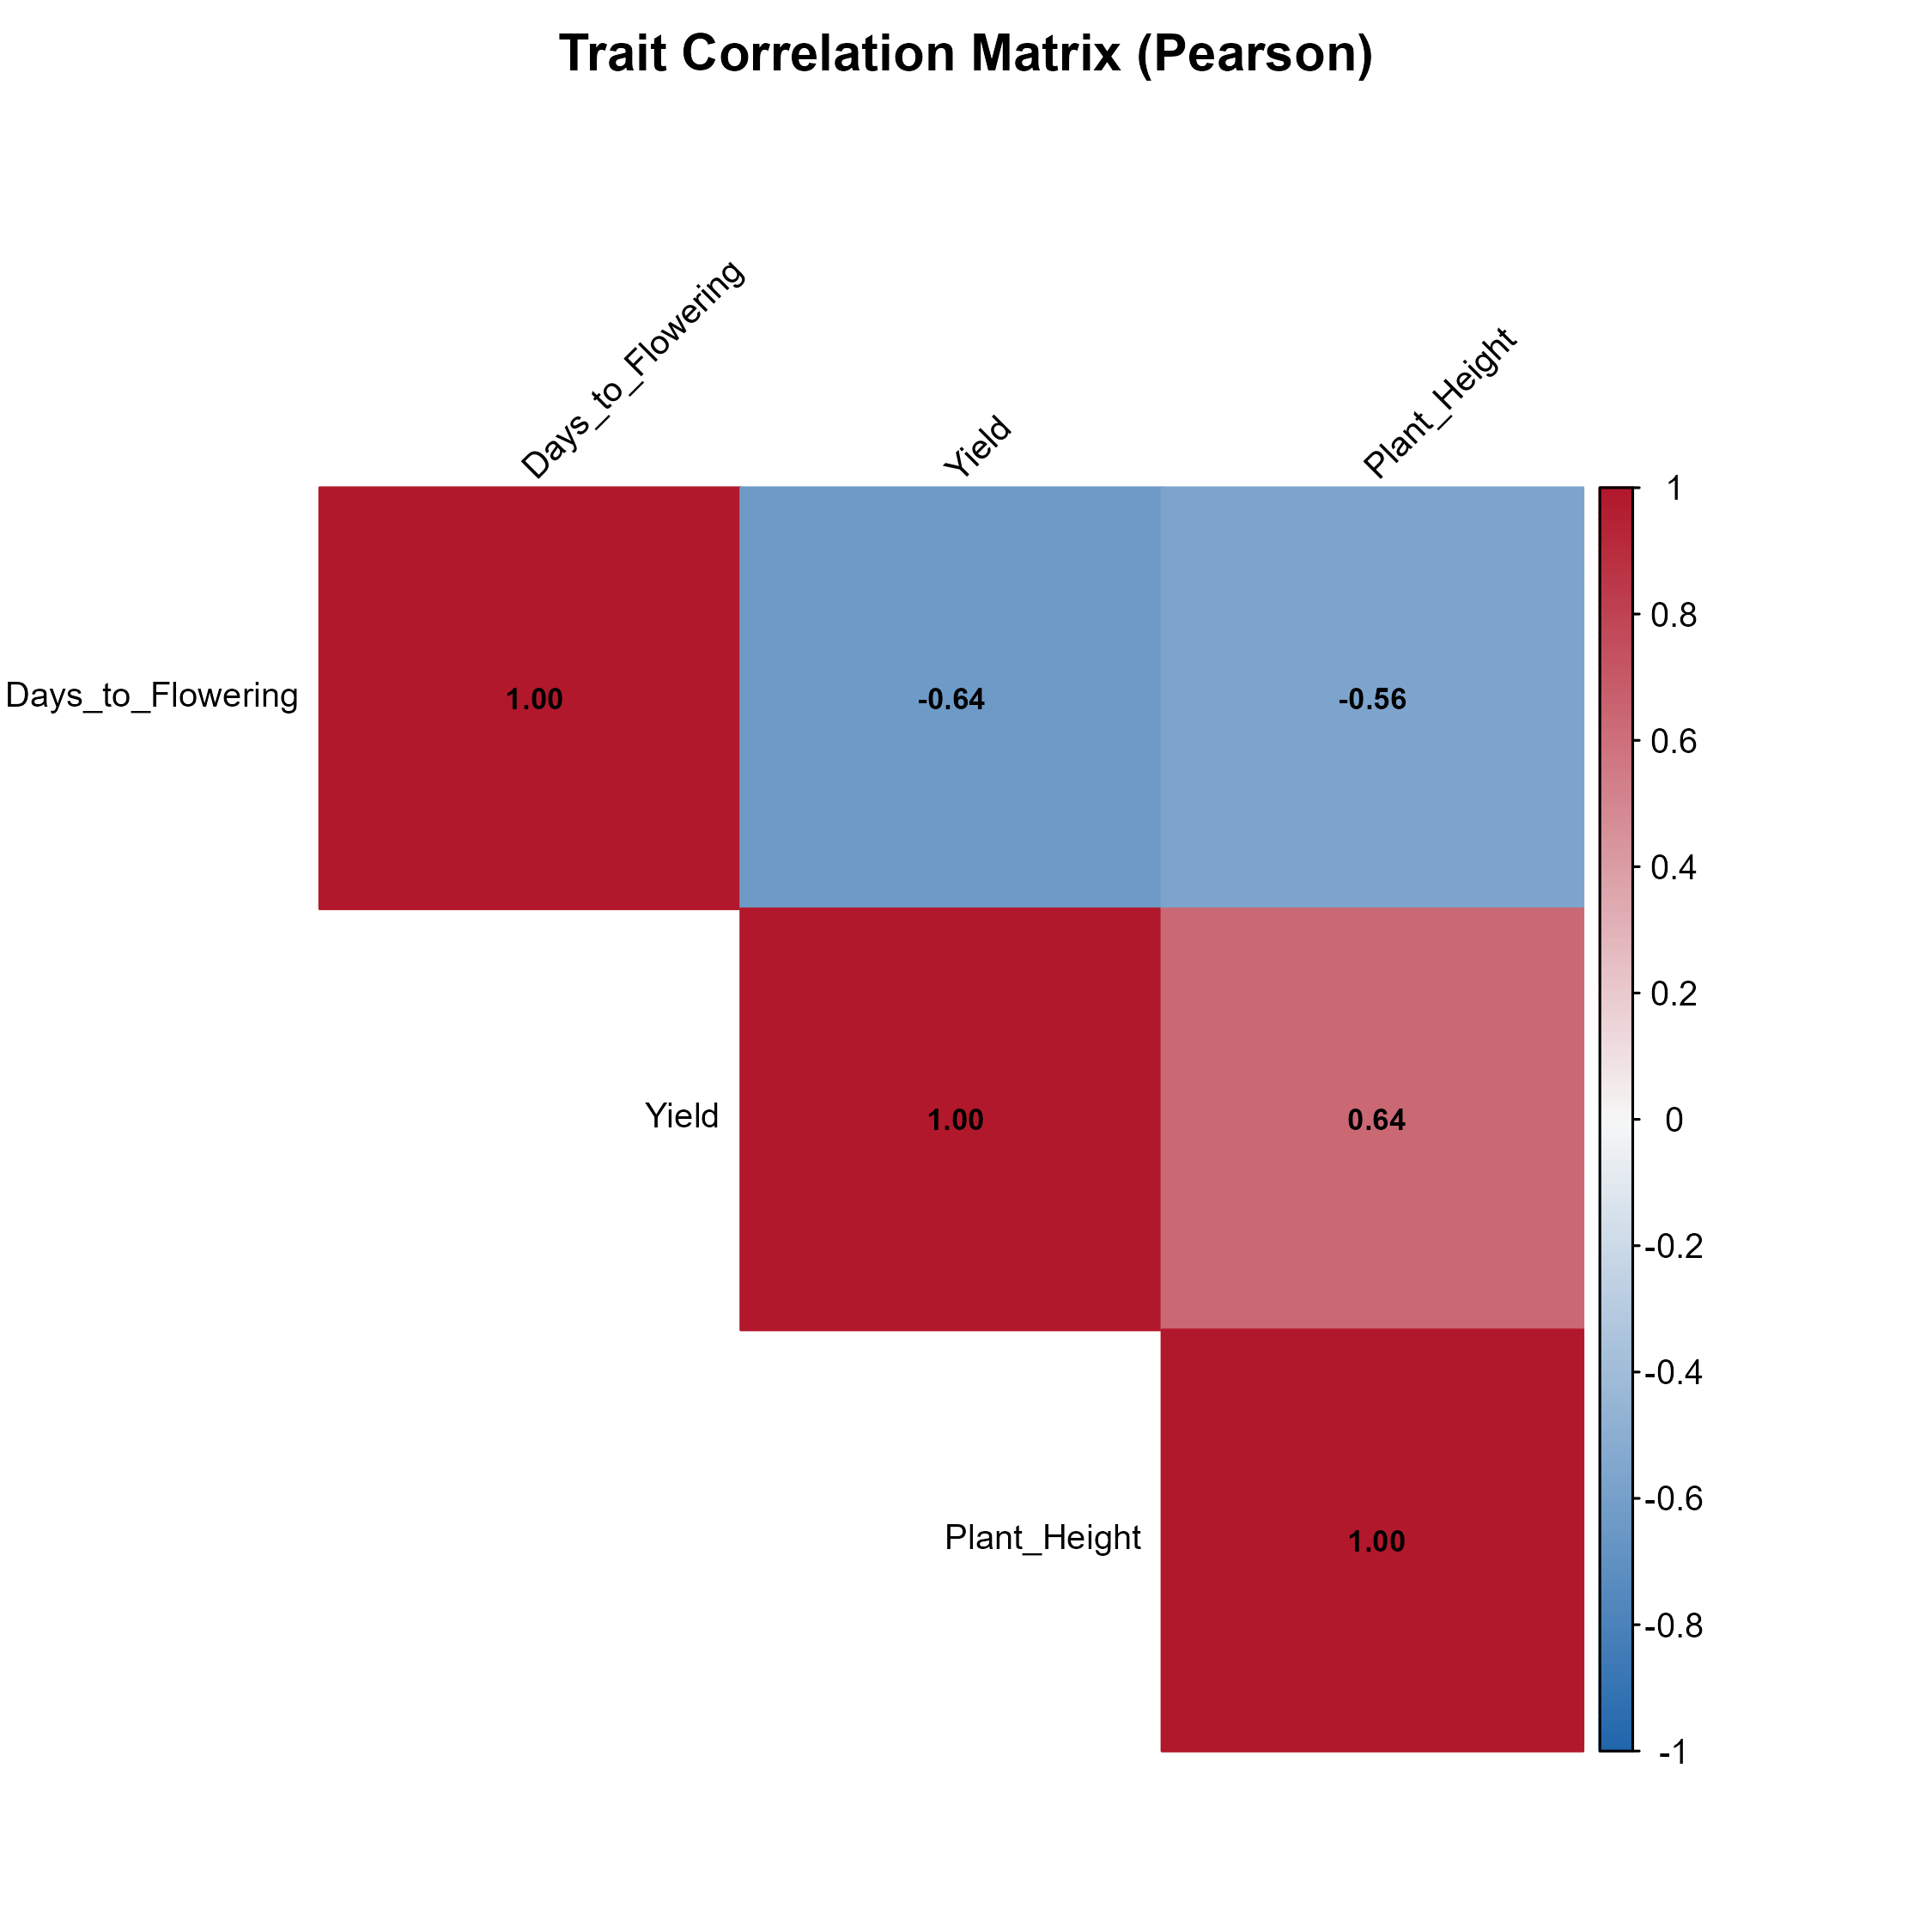 Trait Correlation Matrix (Pearson)
Days_to_Flowering
Yield
Plant_Height
1
0.8
0.6
0.4
0.2
0
-0.2
-0.4
-0.6
-0.8
-1
Days_to_Flowering
1.00
-0.64
-0.56
Yield
1.00
0.64
Plant_Height
1.00